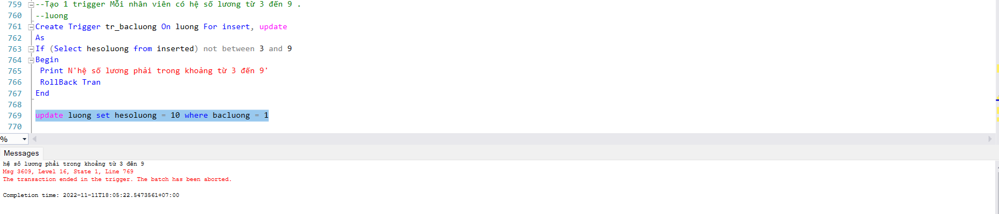 759 --Tạo 1 trigger Mỗi nhân viên có hệ số lương từ 3 đến 9 .
760 --luong
761 Create Trigger tr_bacluong On luong For insert, update
762 As
763 If (Select hesoluong from inserted) not between 3 and 9
764 Begin
765 Print N'hệ số lương phải trong khoảng từ 3 đến 9'
766 RollBack Tran
767 End
768
769 update luong set hesoluong = 10 where bacluong = 1
770
%
Messages
hệ số lương phải trong khoảng từ 3 đến 9
Msg 3609, Level 16, State 1, Line 769
The transaction ended in the trigger. The batch has been aborted.
Completion time: 2022-11-11T18:05:22.5473561+07:00